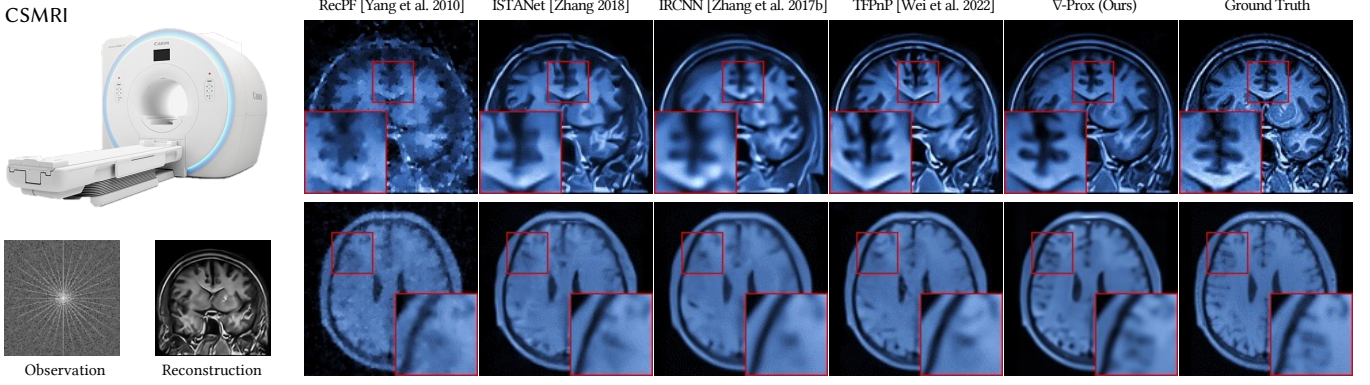 CSMRI
RecPF [Yang et al. 2010]
ISTANet [Zhang 2018]
IRCNN [Zhang et al. 2017b]
TFPnP [Wei et al. 2022]
∇-Prox (Ours)
Ground Truth
Canon
Observation
Reconstruction